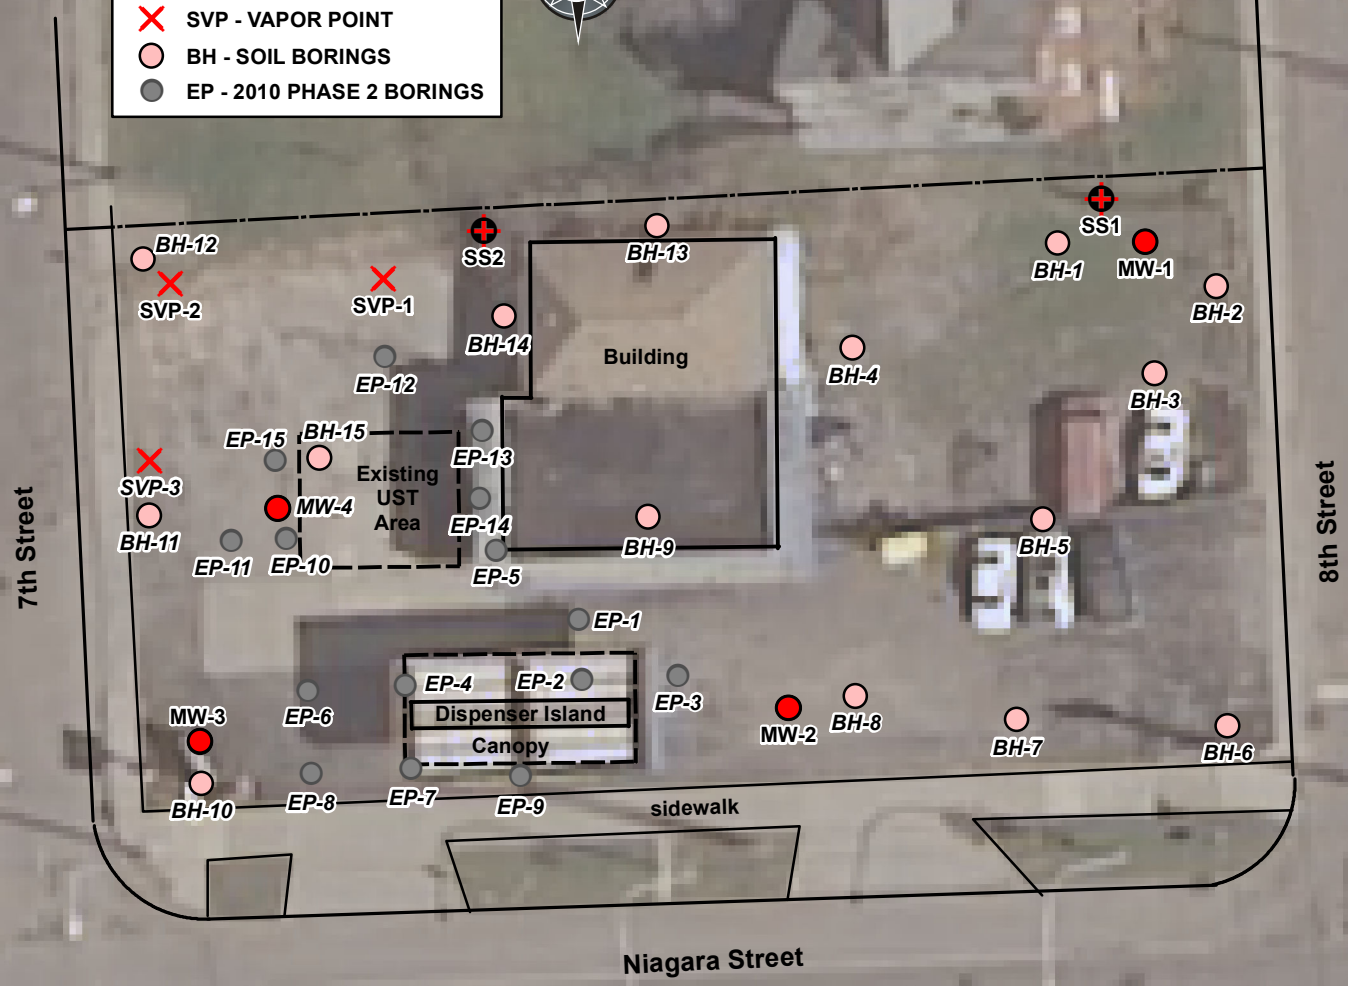 SVP - VAPOR POINT
BH - SOIL BORINGS
EP - 2010 PHASE 2 BORINGS
SS1
BH-12
SS2
BH-13
BH-1
MW-1
SVP-2
SVP-1
BH-2
BH-14
Building
BH-4
EP-12
BH-3
EP-15
BH-15
EP-13
Existing
UST
Area
SVP-3
MW-4
EP-14
BH-11
EP-11
EP-10
EP-5
BH-9
BH-5
7th Street
8th Street
EP-1
EP-4
EP-2
EP-3
EP-6
MW-3
Dispenser Island
Canopy
MW-2
BH-8
BH-7
BH-6
BH-10
EP-8
EP-7
EP-9
sidewalk
Niagara Street